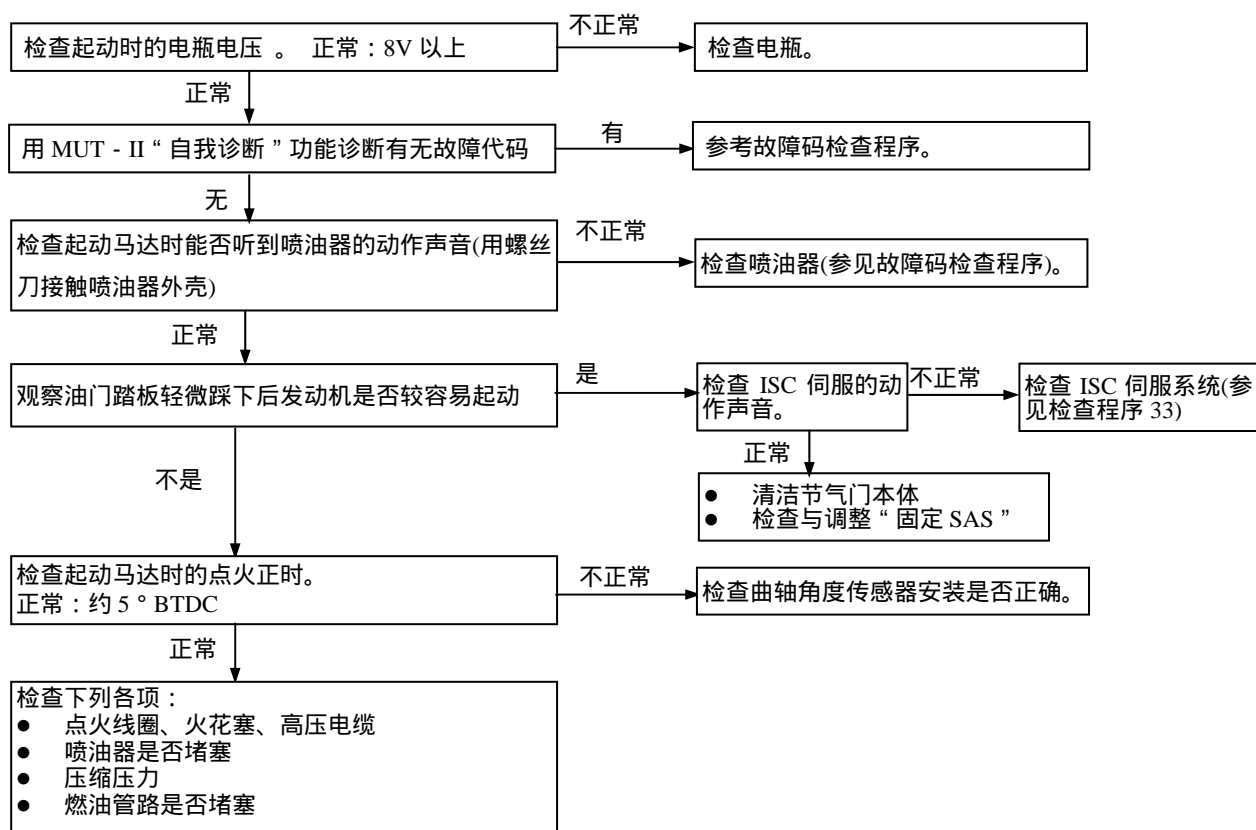 检查起动时的电瓶电压 。 正常：8V 以上
不正常
检查电瓶。
正常
用 MUT - II “ 自我诊断 ” 功能诊断有无故障代码
有
参考故障码检查程序。
无
检查起动马达时能否听到喷油器的动作声音(用螺丝
刀接触喷油器外壳)
不正常
检查喷油器(参见故障码检查程序)。
正常
观察油门踏板轻微踩下后发动机是否较容易起动
是
检查 ISC 伺服的动
作声音。
不正常
检查 ISC 伺服系统(参
见检查程序 33)
正常
● 清洁节气门本体
● 检查与调整 “ 固定 SAS ”
不是
检查起动马达时的点火正时。
正常：约 5 ° BTDC
不正常
检查曲轴角度传感器安装是否正确。
正常
检查下列各项：
● 点火线圈、火花塞、高压电缆
● 喷油器是否堵塞
● 压缩压力
● 燃油管路是否堵塞